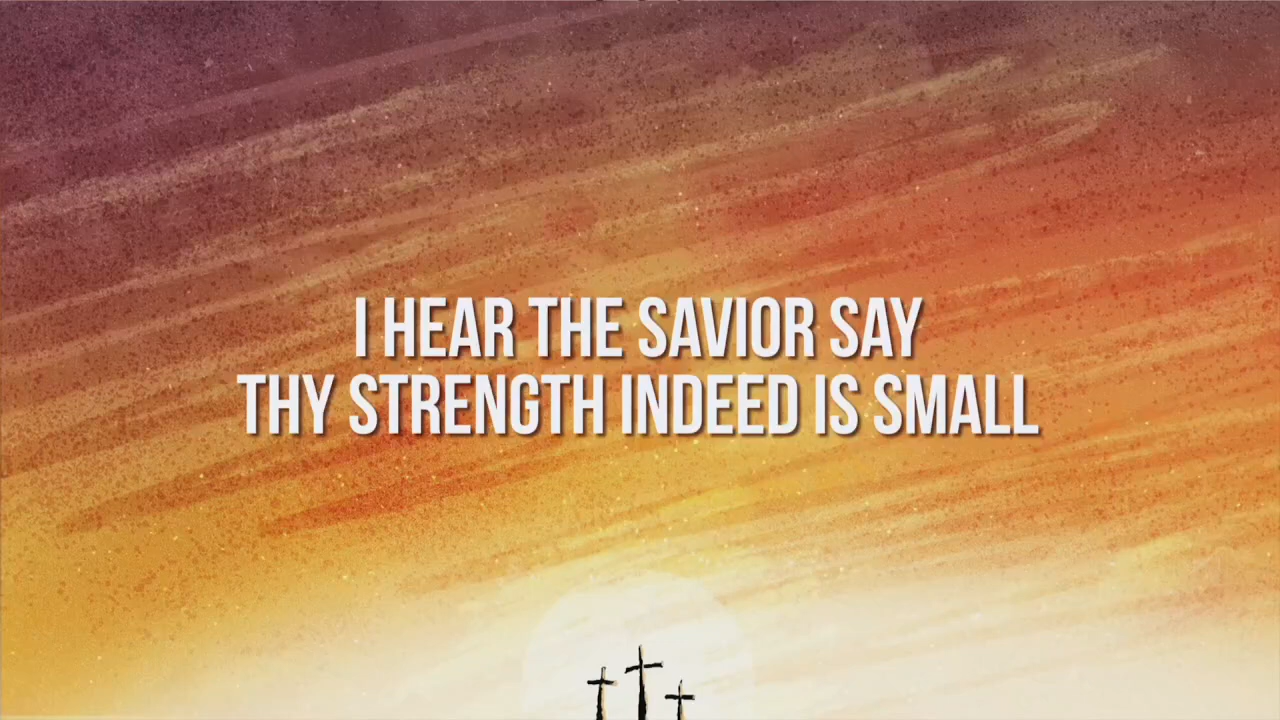 I HEAR THE SAVIOR SAY
THY STRENGTH INDEED IS SMALL